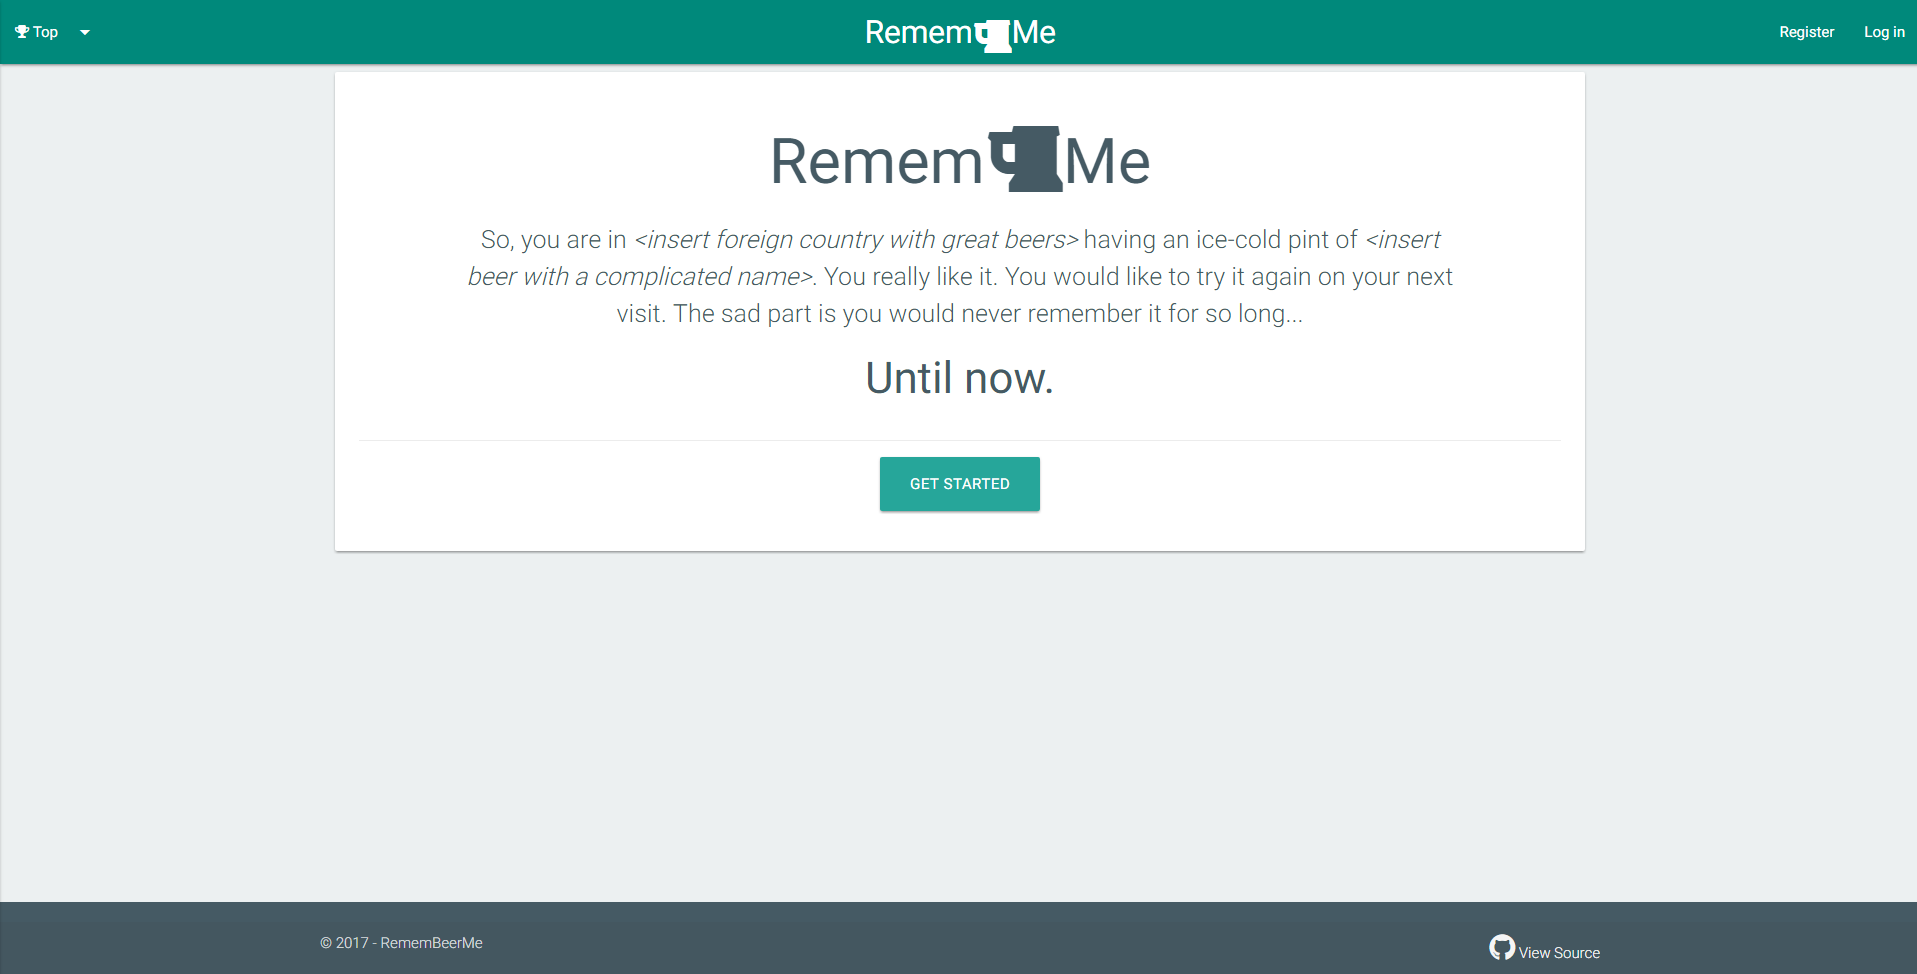 Top
Remem Me
Register
Log in
Remem Me
So, you are in <insert foreign country with great beers> having an ice-cold pint of <insert
beer with a complicated name>. You really like it. You would like to try it again on your next
visit. The sad part is you would never remember it for so long...
Until now.
GET STARTED
© 2017 - RememBeerMe
View Source